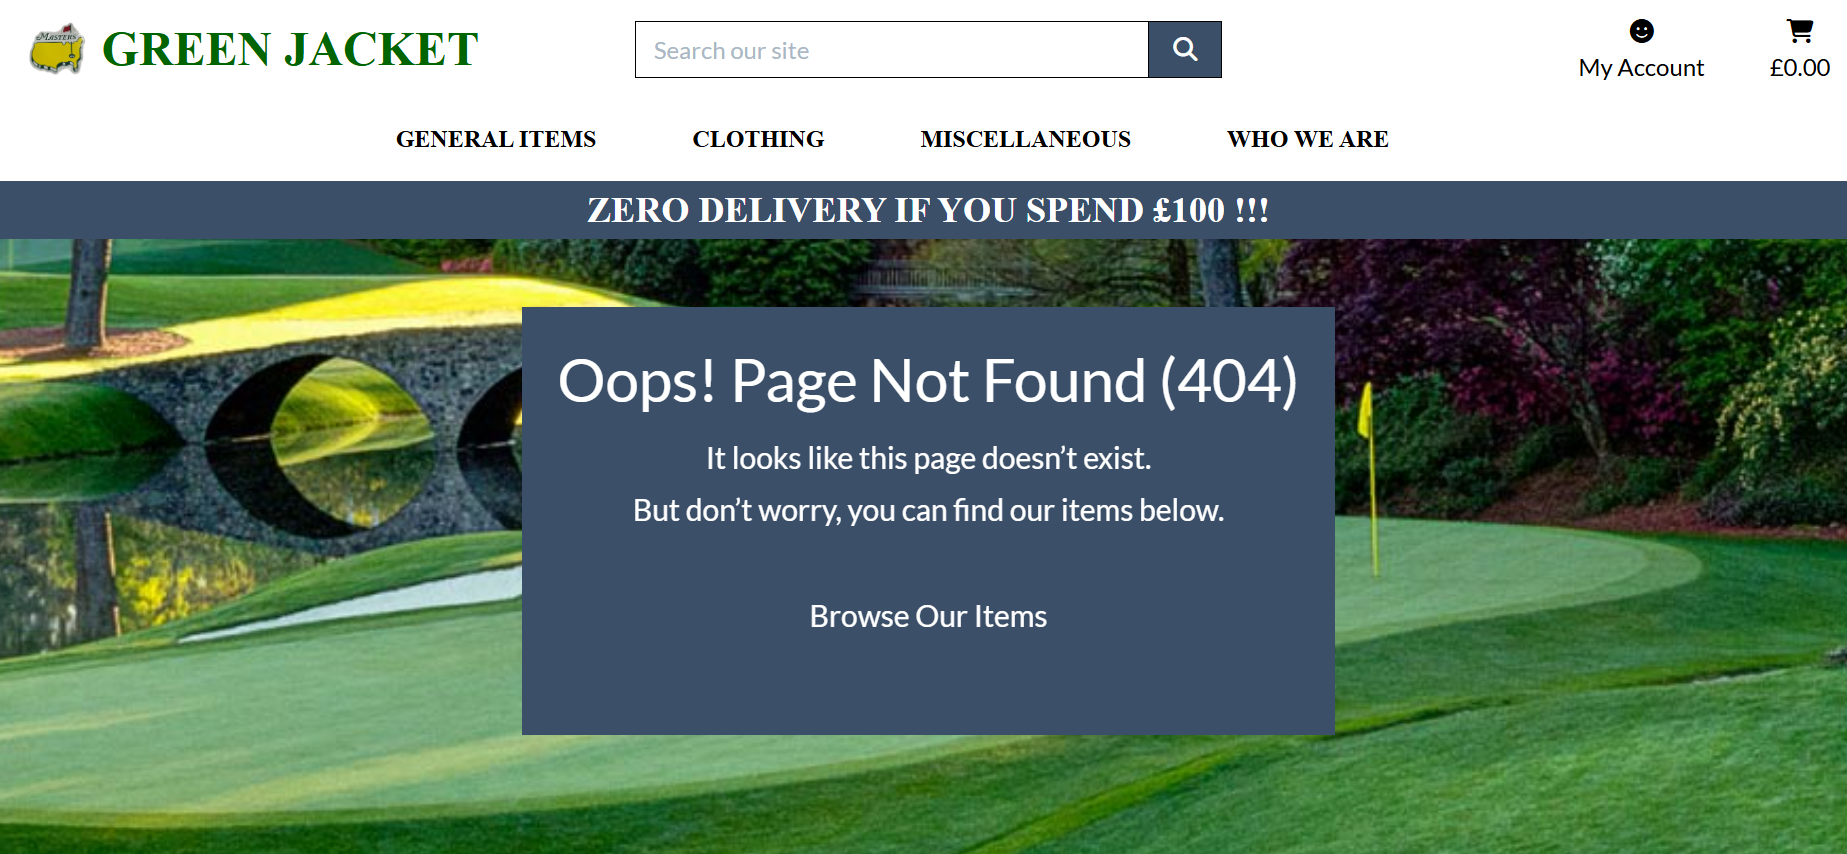 MASTERS
GREEN JACKET
Search our site
My Account
£0.00
GENERAL ITEMS
CLOTHING
MISCELLANEOUS
WHO WE ARE
ZERO DELIVERY IF YOU SPEND £100 !!!
Oops! Page Not Found (404)
It looks like this page doesn’t exist.
But don’t worry, you can find our items below.
Browse Our Items